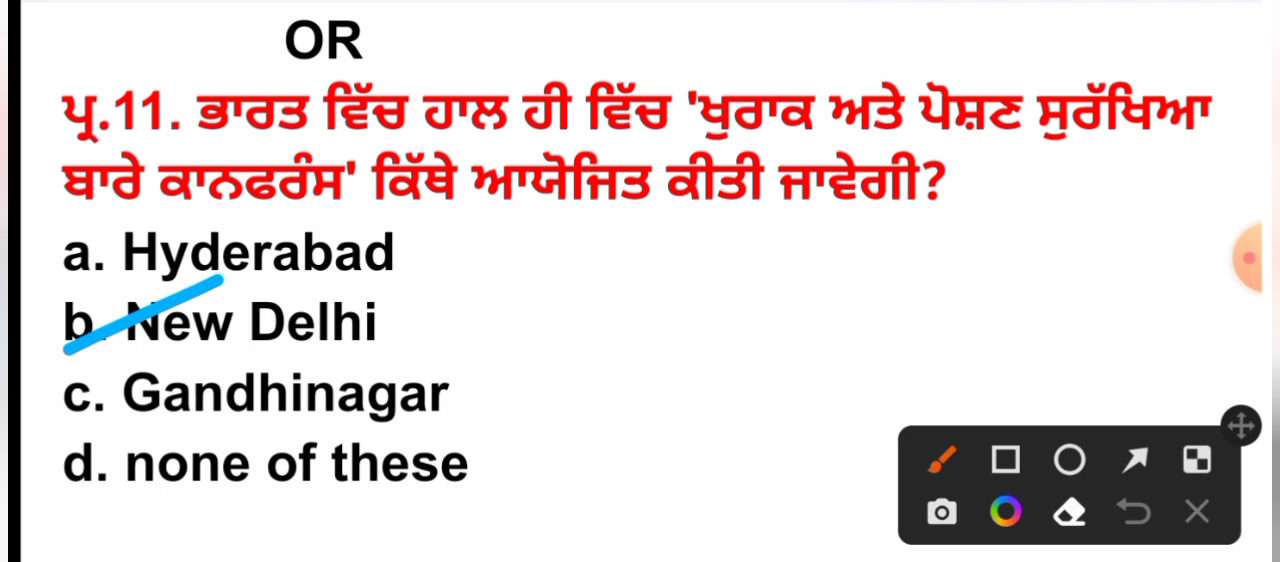 OR
ਪ੍ਰ.11. ਭਾਰਤ ਵਿੱਚ ਹਾਲ ਹੀ ਵਿੱਚ 'ਖੁਰਾਕ ਅਤੇ ਪੋਸ਼ਣ ਸੁਰੱਖਿਆ
ਬਾਰੇ ਕਾਨਫਰੰਸ' ਕਿੱਥੇ ਆਯੋਜਿਤ ਕੀਤੀ ਜਾਵੇਗੀ?
a. Hyderabad
b. New Delhi
c. Gandhinagar
d. none of these